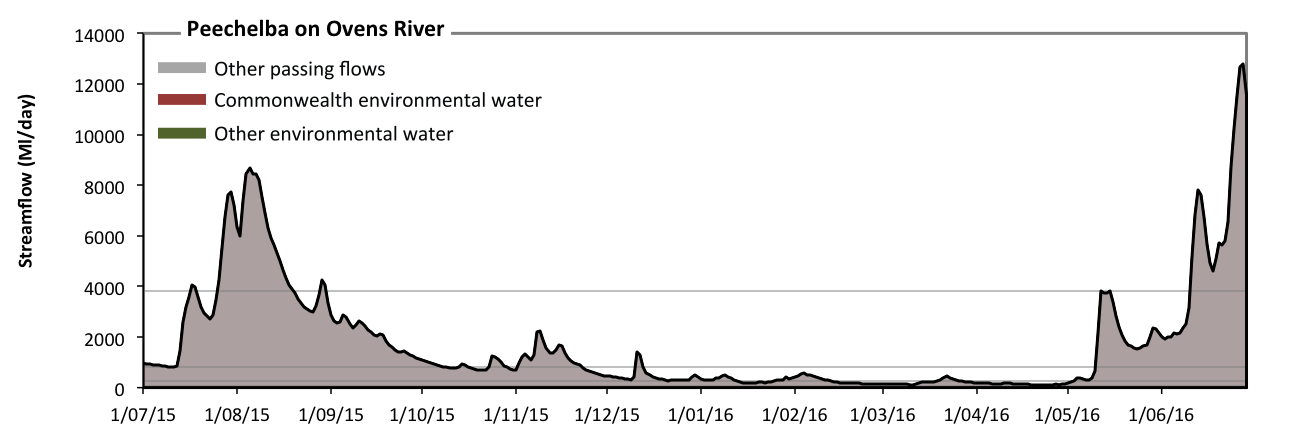 Peechelba on Ovens River
Other passing flows
Commonwealth environmental water
Other environmental water
Streamflow (Ml/day)
14000
12000
10000
8000
6000
4000
2000
0
1/07/15 1/08/15 1/09/15 1/10/15 1/11/15 1/12/15 1/01/16 1/02/16 1/03/16 1/04/16 1/05/16 1/06/16